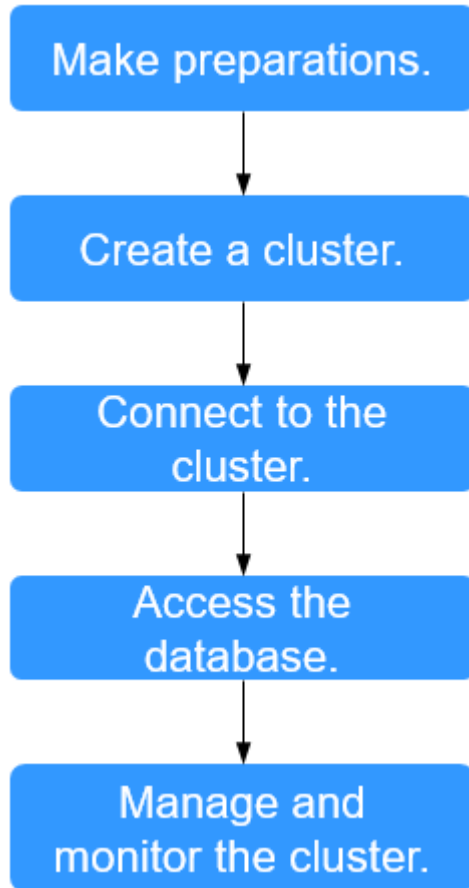 Make preparations.
Create a cluster.
Connect to the
cluster.
Access the
database.
Manage and
monitor the cluster.